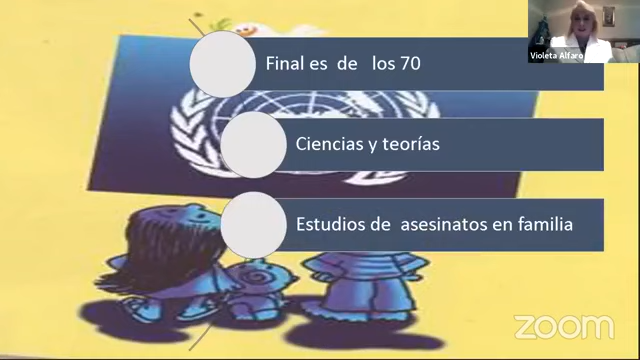 Final es de los 70
Violeta Alfaro
Ciencias y teorías
Estudios de asesinatos en familia
zoom